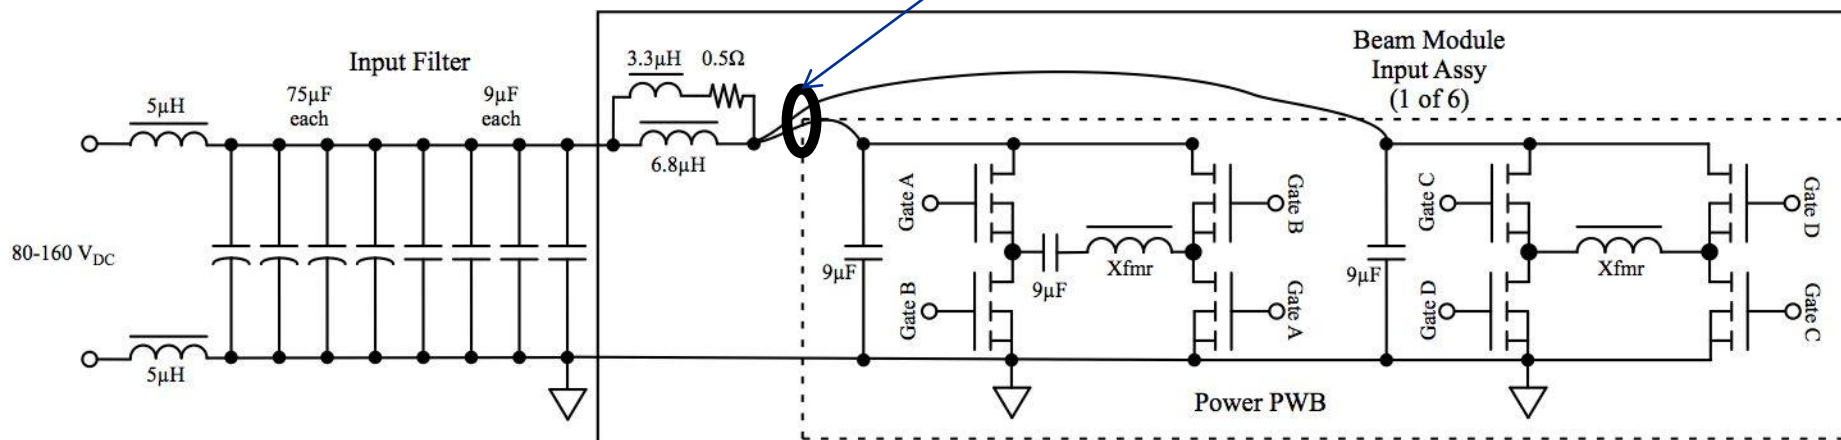 Input Filter
5μH
75μF
each
9μF
each
3.3μH
0.5Ω
6.8μH
Beam Module
Input Assy
(1 of 6)
80-160 VDC
5μH
Gate A
Gate B
9μF
9μF
Xfmr
Gate B
Gate A
Gate C
Gate D
9μF
Xfmr
Gate D
Gate C
Power PWB